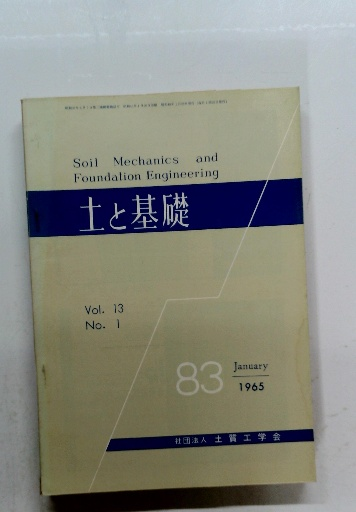 Soil Mechanics and
Foundation Engineering
土と基礎
Vol. 13
No. 1
83
January
1965
社団法人 土質工学会